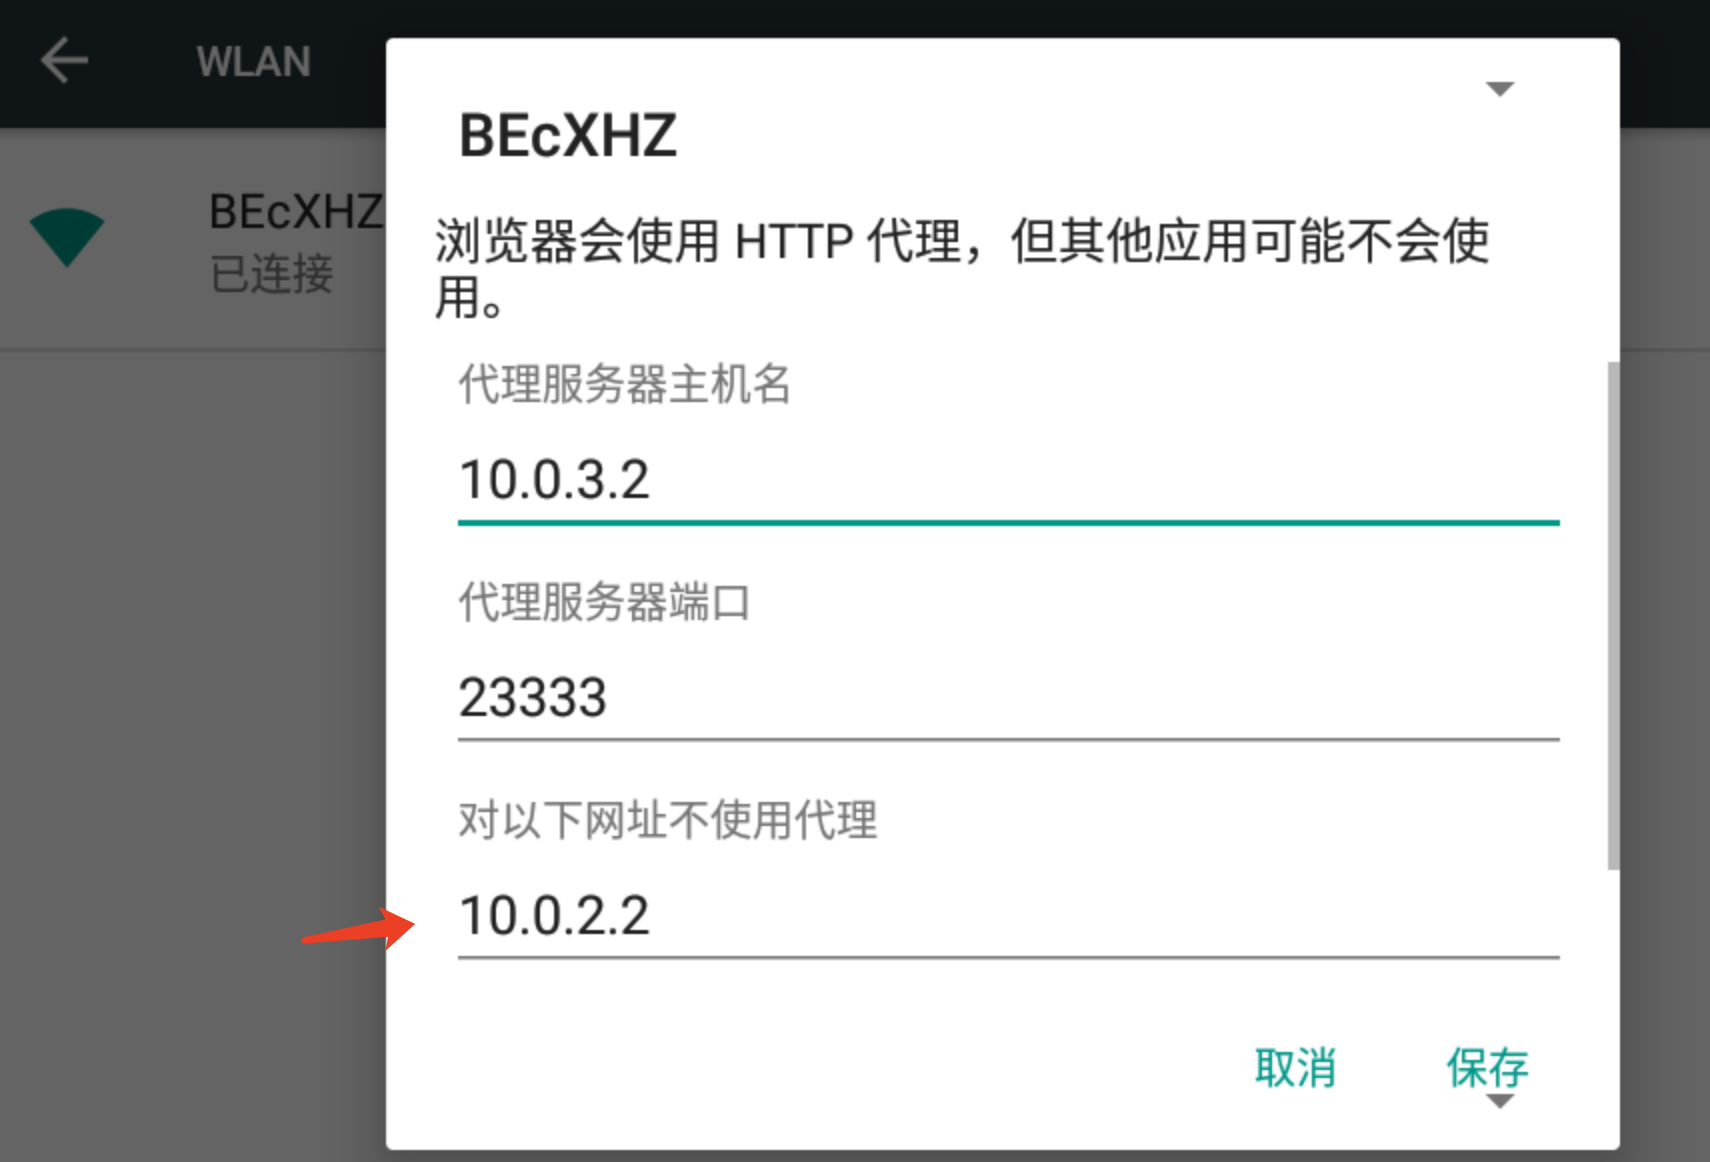 WLAN
BEcXHZ
已连接
BEcXHZ
浏览器会使用 HTTP 代理，但其他应用可能不会使
用。
代理服务器主机名
10.0.3.2
代理服务器端口
23333
对以下网址不使用代理
10.0.2.2
取消
保存